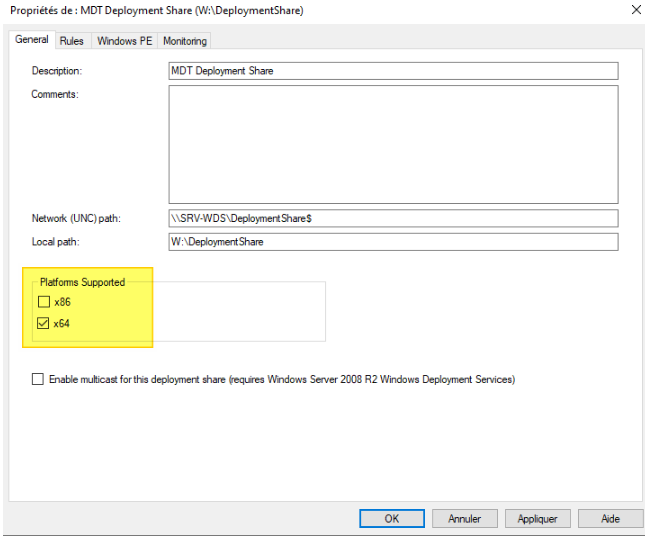 Propriétés de : MDT Deployment Share (W:\DeploymentShare)
General Rules Windows PE Monitoring
Description: MDT Deployment Share
Comments:
Network (UNC) path: \\SRV-WDS\DeploymentShare$
Local path: W:\DeploymentShare
Platforms Supported
x86
x64
Enable multicast for this deployment share (requires Windows Server 2008 R2 Windows Deployment Services)
OK Annuler Appliquer Aide